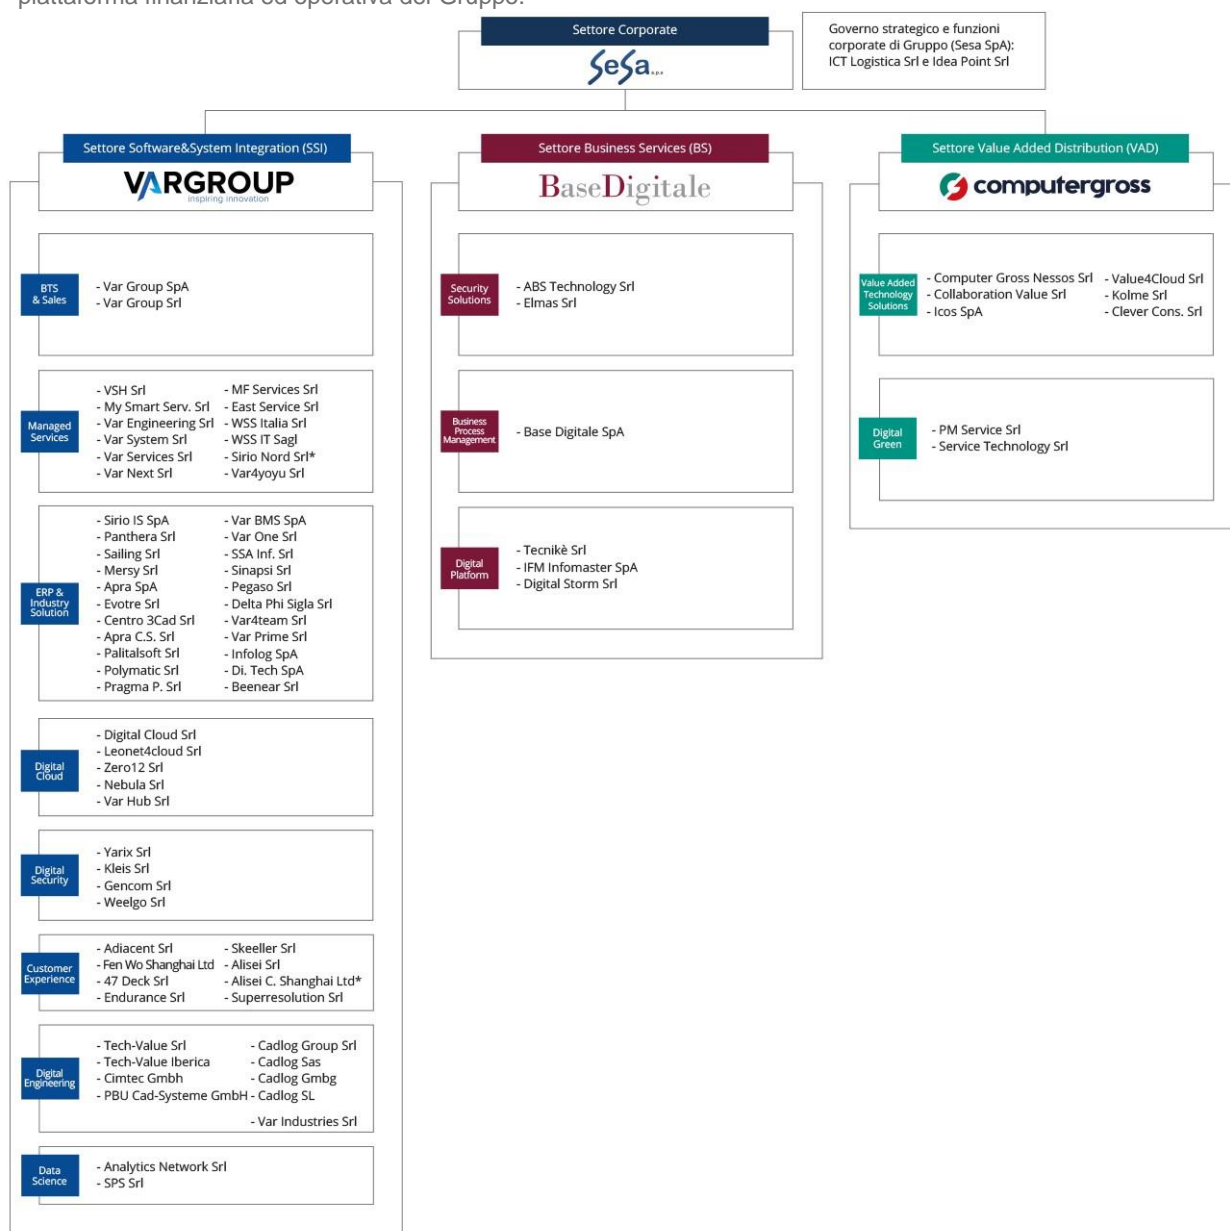 piattaforma finanziaria ed operativa del Gruppo.
Settore Corporate
SeSa S.p.A.
Governo strategico e funzioni
corporate di Gruppo (Sesa SpA):
ICT Logistica Srl e Idea Point Srl
Settore Software&System Integration (SSI)
VARGROUP
inspiring innovation
BTS
& Sales
- Var Group SpA
- Var Group Srl
Managed
Services
- VSH Srl
- My Smart Serv. Srl
- Var Engineering Srl
- Var System Srl
- Var Services Srl
- Var Next Srl
- MF Services Srl
- East Service Srl
- WSS Italia Srl
- WSS IT Sagl
- Sirio Nord Srl*
- Var4yoyu Srl
ERP &
Industry
Solution
- Sirio IS SpA
- Panthera Srl
- Sailing Srl
- Mersy Srl
- Apra SpA
- Evotre Srl
- Centro 3Cad Srl
- Apra C.S. Srl
- Palitalsoft Srl
- Polymatic Srl
- Pragma P. Srl
- Var BMS SpA
- Var One Srl
- SSA Inf. Srl
- Sinapsi Srl
- Pegaso Srl
- Delta Phi Sigla Srl
- Var4team Srl
- Var Prime Srl
- Infolog SpA
- Di. Tech SpA
- Beenear Srl
Digital
Cloud
- Digital Cloud Srl
- Leonet4cloud Srl
- Zero12 Srl
- Nebula Srl
- Var Hub Srl
Digital
Security
- Yarix Srl
- Kleis Srl
- Gencom Srl
- Weelgo Srl
Customer
Experience
- Adiacent Srl
- Fen Wo Shanghai Ltd
- 47 Deck Srl
- Endurance Srl
- Skeeller Srl
- Alisei Srl
- Alisei C. Shanghai Ltd*
- Superresolution Srl
Digital
Engineering
- Tech-Value Srl
- Tech-Value Iberica
- Cimtec Gmbh
- PBU Cad-Systeme GmbH
- Cadlog Group Srl
- Cadlog Sas
- Cadlog Gmbg
- Cadlog SL
- Var Industries Srl
Data
Science
- Analytics Network Srl
- SPS Srl
Settore Business Services (BS)
BaseDigitale
Security
Solutions
- ABS Technology Srl
- Elmas Srl
Business
Process
Management
- Base Digitale SpA
Digital
Platform
- Tecnikè Srl
- IFM Infomaster SpA
- Digital Storm Srl
Settore Value Added Distribution (VAD)
computergross
Value Added
Technology
Solutions
- Computer Gross Nessos Srl
- Collaboration Value Srl
- Icos SpA
- Value4Cloud Srl
- Kolme Srl
- Clever Cons. Srl
Digital
Green
- PM Service Srl
- Service Technology Srl